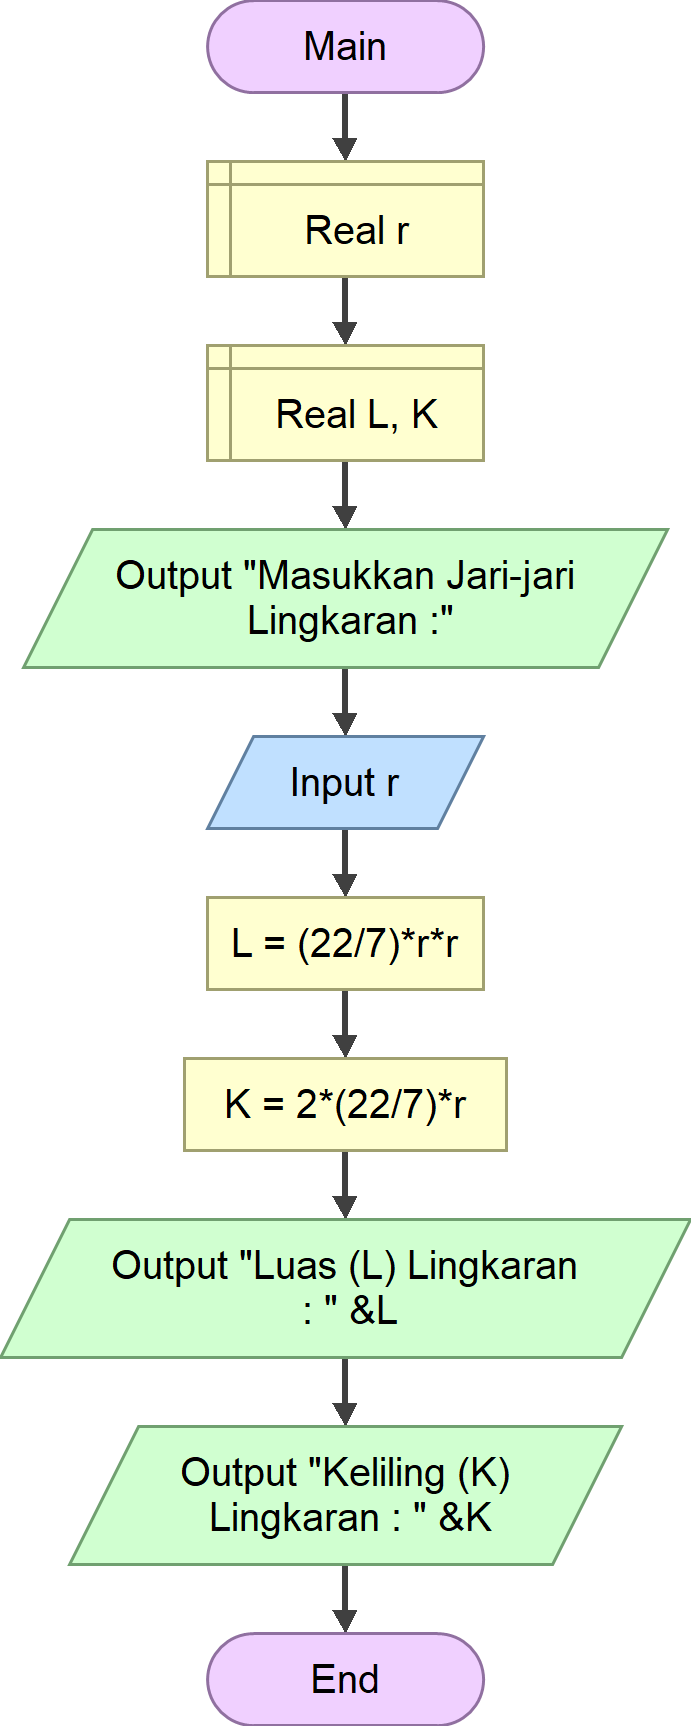 Main
Real r
Real L, K
Output "Masukkan Jari-jari
Lingkaran :"
Input r
L = (22/7)*r*r
K = 2*(22/7)*r
Output "Luas (L) Lingkaran
: " &L
Output "Keliling (K)
Lingkaran : " &K
End